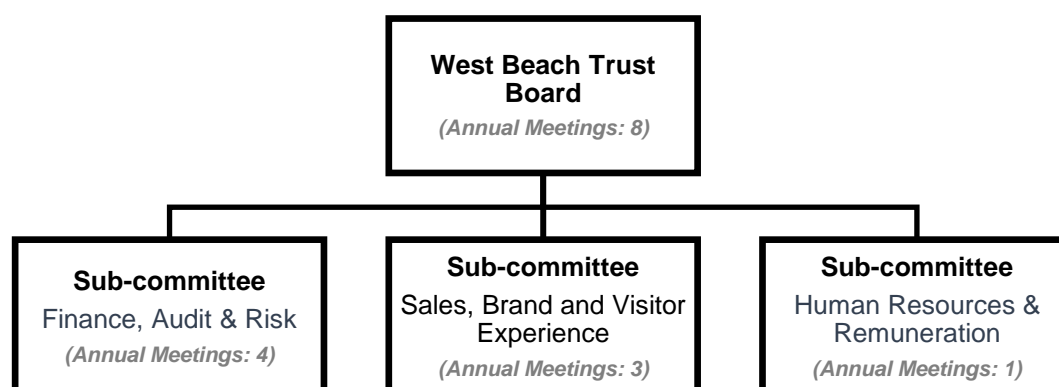 West Beach Trust
Board
(Annual Meetings: 8)
Sub-committee
Finance, Audit & Risk
(Annual Meetings: 4)
Sub-committee
Sales, Brand and Visitor
Experience
(Annual Meetings: 3)
Sub-committee
Human Resources &
Remuneration
(Annual Meetings: 1)